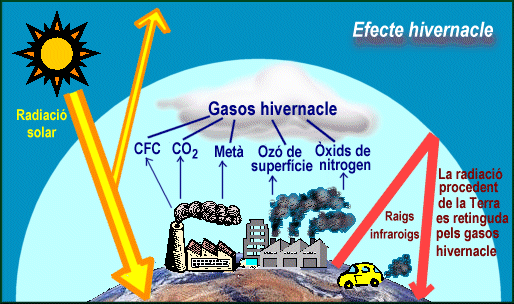 Efecte hivernacle
Radiació
solar
Gasos hivernacle
CFC
CO₂
Metà
Ozó de
superfície
Òxids de
nitrogen
Raigs
infraroigs
La radiació
procedent
de la Terra
es retinguda
pels gasos
hivernacle